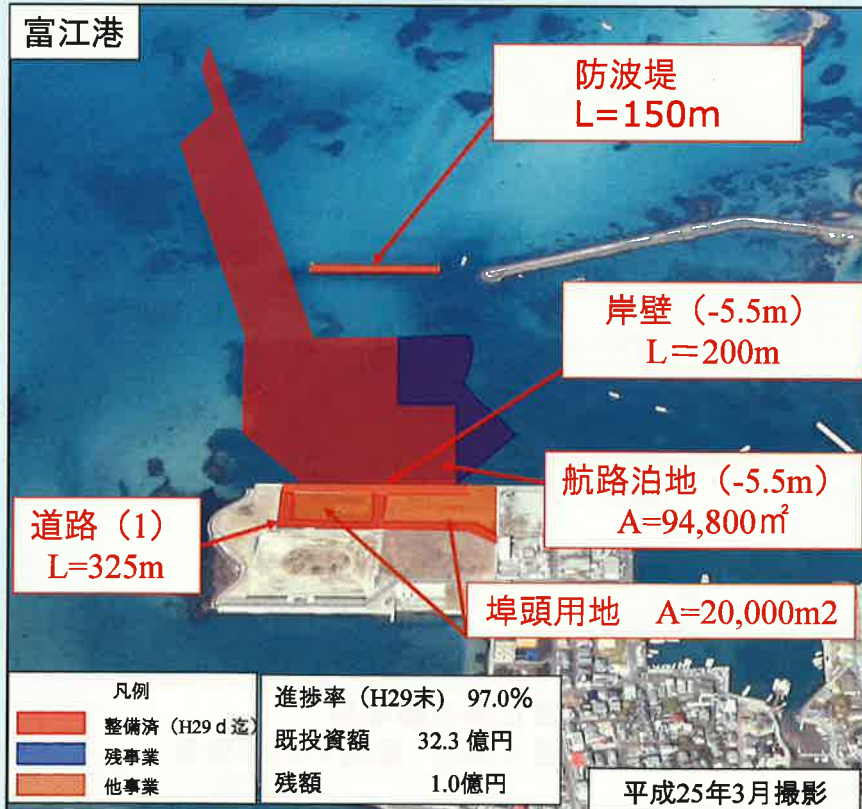 富江港
防波堤
L=150m
岸壁（-5.5m）
L＝200m
航路泊地（-5.5m）
A=94,800㎡
道路（1）
L=325m
埠頭用地　A=20,000m2
凡例
整備済（H29ｄ迄）
残事業
他事業
進捗率（H29末）　97.0%
既投資額　32.3 億円
残額　1.0億円
平成25年3月撮影